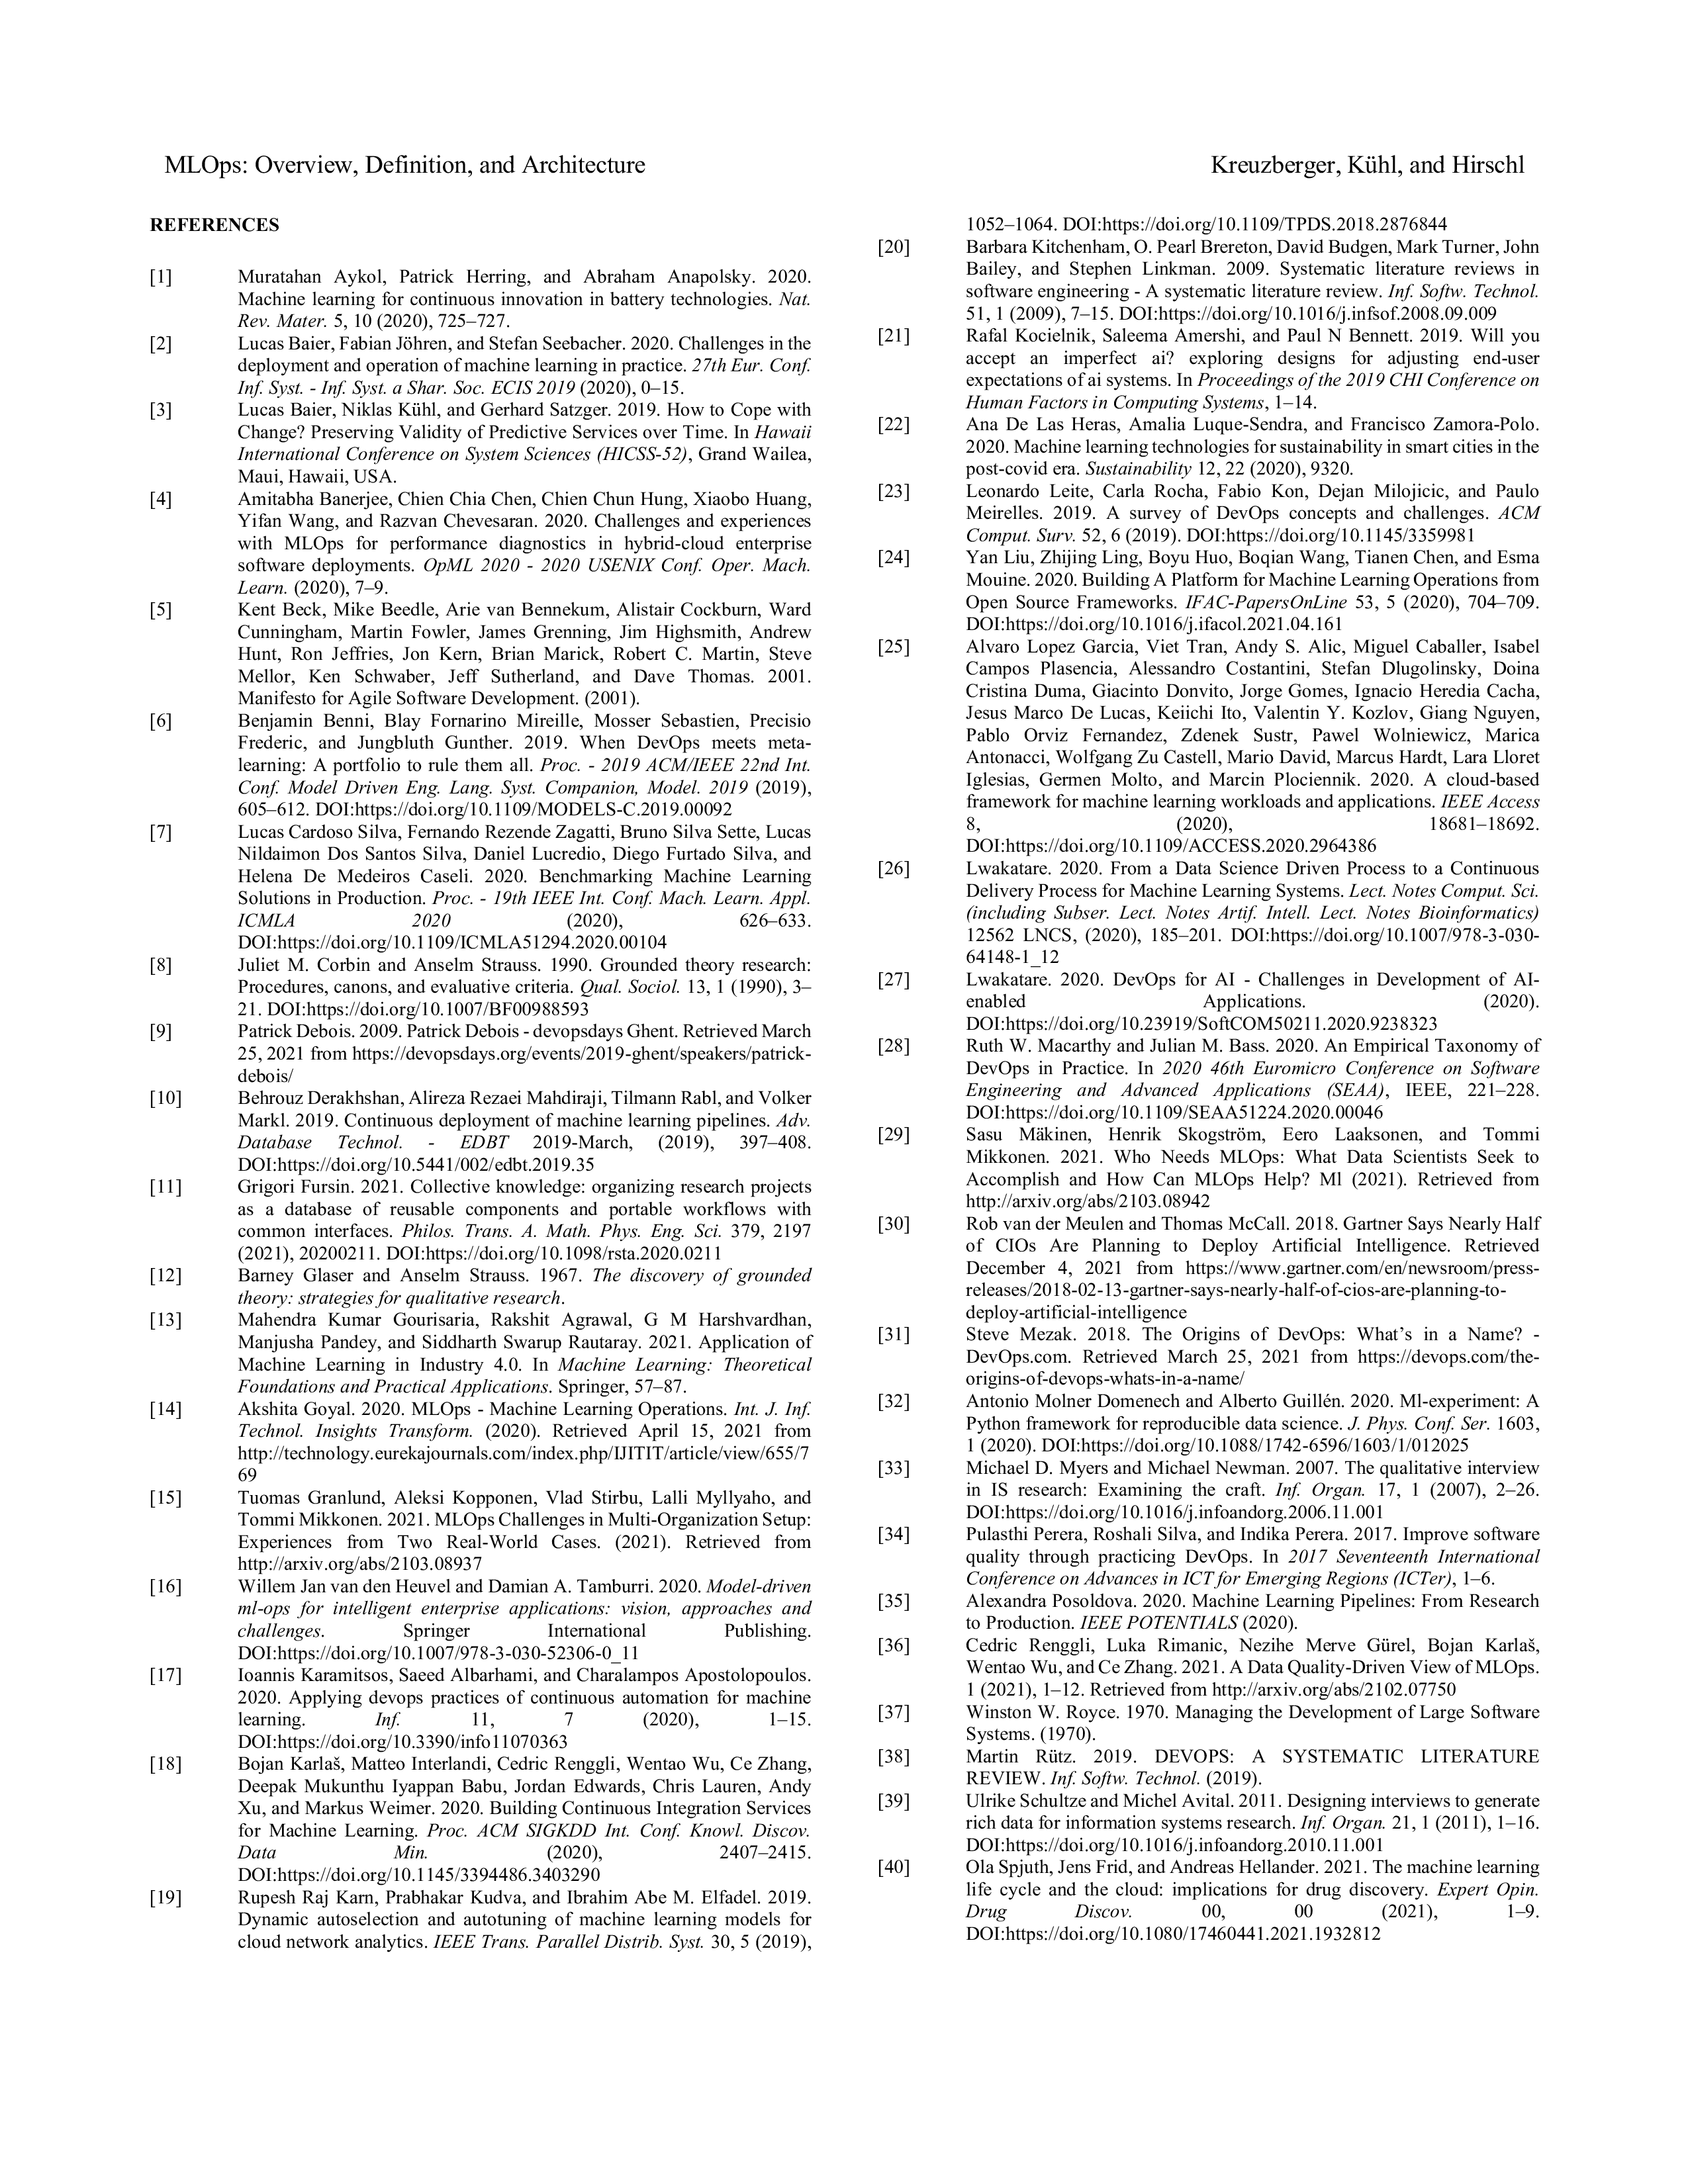 MLOps: Overview, Definition, and Architecture
Kreuzberger, Kühl, and Hirschl
REFERENCES
[1] Muratahan Aykol, Patrick Herring, and Abraham Anapolsky. 2020.
Machine learning for continuous innovation in battery technologies. Nat.
Rev. Mater. 5, 10 (2020), 725–727.
[2] Lucas Baier, Fabian Jöhren, and Stefan Seebacher. 2020. Challenges in the
deployment and operation of machine learning in practice. 27th Eur. Conf.
Inf. Syst. - Inf. Syst. a Shar. Soc. ECIS 2019 (2020), 0–15.
[3] Lucas Baier, Niklas Kühl, and Gerhard Satzger. 2019. How to Cope with
Change? Preserving Validity of Predictive Services over Time. In Hawaii
International Conference on System Sciences (HICSS-52), Grand Wailea,
Maui, Hawaii, USA.
[4] Amitabha Banerjee, Chien Chia Chen, Chien Chun Hung, Xiaobo Huang,
Yifan Wang, and Razvan Chevesaran. 2020. Challenges and experiences
with MLOps for performance diagnostics in hybrid-cloud enterprise
software deployments. OpML 2020 - 2020 USENIX Conf. Oper. Mach.
Learn. (2020), 7–9.
[5] Kent Beck, Mike Beedle, Arie van Bennekum, Alistair Cockburn, Ward
Cunningham, Martin Fowler, James Grenning, Jim Highsmith, Andrew
Hunt, Ron Jeffries, Jon Kern, Brian Marick, Robert C. Martin, Steve
Mellor, Ken Schwaber, Jeff Sutherland, and Dave Thomas. 2001.
Manifesto for Agile Software Development. (2001).
[6] Benjamin Benni, Blay Fornarino Mireille, Mosser Sebastien, Precisio
Frederic, and Jungbluth Gunther. 2019. When DevOps meets meta-
learning: A portfolio to rule them all. Proc. - 2019 ACM/IEEE 22nd Int.
Conf. Model Driven Eng. Lang. Syst. Companion, Model. 2019 (2019),
605–612. DOI:https://doi.org/10.1109/MODELS-C.2019.00092
[7] Lucas Cardoso Silva, Fernando Rezende Zagatti, Bruno Silva Sette, Lucas
Nildaimon Dos Santos Silva, Daniel Lucredio, Diego Furtado Silva, and
Helena De Medeiros Caseli. 2020. Benchmarking Machine Learning
Solutions in Production. Proc. - 19th IEEE Int. Conf. Mach. Learn. Appl.
ICMLA 2020 (2020), 626–633.
DOI:https://doi.org/10.1109/ICMLA51294.2020.00104
[8] Juliet M. Corbin and Anselm Strauss. 1990. Grounded theory research:
Procedures, canons, and evaluative criteria. Qual. Sociol. 13, 1 (1990), 3–
21. DOI:https://doi.org/10.1007/BF00988593
[9] Patrick Debois. 2009. Patrick Debois - devopsdays Ghent. Retrieved March
25, 2021 from https://devopsdays.org/events/2019-ghent/speakers/patrick-
debois/
[10] Behrouz Derakhshan, Alireza Rezaei Mahdiraji, Tilmann Rabl, and Volker
Markl. 2019. Continuous deployment of machine learning pipelines. Adv.
Database Technol. - EDBT 2019-March, (2019), 397–408.
DOI:https://doi.org/10.5441/002/edbt.2019.35
[11] Grigori Fursin. 2021. Collective knowledge: organizing research projects
as a database of reusable components and portable workflows with
common interfaces. Philos. Trans. A. Math. Phys. Eng. Sci. 379, 2197
(2021), 20200211. DOI:https://doi.org/10.1098/rsta.2020.0211
[12] Barney Glaser and Anselm Strauss. 1967. The discovery of grounded
theory: strategies for qualitative research.
[13] Mahendra Kumar Gourisaria, Rakshit Agrawal, G M Harshvardhan,
Manjusha Pandey, and Siddharth Swarup Rautaray. 2021. Application of
Machine Learning in Industry 4.0. In Machine Learning: Theoretical
Foundations and Practical Applications. Springer, 57–87.
[14] Akshita Goyal. 2020. MLOps - Machine Learning Operations. Int. J. Inf.
Technol. Insights Transform. (2020). Retrieved April 15, 2021 from
http://technology.eurekajournals.com/index.php/IJITIT/article/view/655/7
69
[15] Tuomas Granlund, Aleksi Kopponen, Vlad Stirbu, Lalli Myllyaho, and
Tommi Mikkonen. 2021. MLOps Challenges in Multi-Organization Setup:
Experiences from Two Real-World Cases. (2021). Retrieved from
http://arxiv.org/abs/2103.08937
[16] Willem Jan van den Heuvel and Damian A. Tamburri. 2020. Model-driven
ml-ops for intelligent enterprise applications: vision, approaches and
challenges. Springer International Publishing.
DOI:https://doi.org/10.1007/978-3-030-52306-0_11
[17] Ioannis Karamitsos, Saeed Albarhami, and Charalampos Apostolopoulos.
2020. Applying devops practices of continuous automation for machine
learning. Inf. 11, 7 (2020), 1–15.
DOI:https://doi.org/10.3390/info11070363
[18] Bojan Karlaš, Matteo Interlandi, Cedric Renggli, Wentao Wu, Ce Zhang,
Deepak Mukunthu Iyappan Babu, Jordan Edwards, Chris Lauren, Andy
Xu, and Markus Weimer. 2020. Building Continuous Integration Services
for Machine Learning. Proc. ACM SIGKDD Int. Conf. Knowl. Discov.
Data Min. (2020), 2407–2415.
DOI:https://doi.org/10.1145/3394486.3403290
[19] Rupesh Raj Karn, Prabhakar Kudva, and Ibrahim Abe M. Elfadel. 2019.
Dynamic autoselection and autotuning of machine learning models for
cloud network analytics. IEEE Trans. Parallel Distrib. Syst. 30, 5 (2019),
1052–1064. DOI:https://doi.org/10.1109/TPDS.2018.2876844
[20] Barbara Kitchenham, O. Pearl Brereton, David Budgen, Mark Turner, John
Bailey, and Stephen Linkman. 2009. Systematic literature reviews in
software engineering - A systematic literature review. Inf. Softw. Technol.
51, 1 (2009), 7–15. DOI:https://doi.org/10.1016/j.infsof.2008.09.009
[21] Rafal Kocielnik, Saleema Amershi, and Paul N Bennett. 2019. Will you
accept an imperfect ai? exploring designs for adjusting end-user
expectations of ai systems. In Proceedings of the 2019 CHI Conference on
Human Factors in Computing Systems, 1–14.
[22] Ana De Las Heras, Amalia Luque-Sendra, and Francisco Zamora-Polo.
2020. Machine learning technologies for sustainability in smart cities in the
post-covid era. Sustainability 12, 22 (2020), 9320.
[23] Leonardo Leite, Carla Rocha, Fabio Kon, Dejan Milojicic, and Paulo
Meirelles. 2019. A survey of DevOps concepts and challenges. ACM
Comput. Surv. 52, 6 (2019). DOI:https://doi.org/10.1145/3359981
[24] Yan Liu, Zhijing Ling, Boyu Huo, Boqian Wang, Tianen Chen, and Esma
Mouine. 2020. Building A Platform for Machine Learning Operations from
Open Source Frameworks. IFAC-PapersOnLine 53, 5 (2020), 704–709.
DOI:https://doi.org/10.1016/j.ifacol.2021.04.161
[25] Alvaro Lopez Garcia, Viet Tran, Andy S. Alic, Miguel Caballer, Isabel
Campos Plasencia, Alessandro Costantini, Stefan Dlugolinsky, Doina
Cristina Duma, Giacinto Donvito, Jorge Gomes, Ignacio Heredia Cacha,
Jesus Marco De Lucas, Keiichi Ito, Valentin Y. Kozlov, Giang Nguyen,
Pablo Orviz Fernandez, Zdenek Sustr, Pawel Wolniewicz, Marica
Antonacci, Wolfgang Zu Castell, Mario David, Marcus Hardt, Lara Lloret
Iglesias, Germen Molto, and Marcin Plociennik. 2020. A cloud-based
framework for machine learning workloads and applications. IEEE Access
8, (2020), 18681–18692.
DOI:https://doi.org/10.1109/ACCESS.2020.2964386
[26] Lwakatare. 2020. From a Data Science Driven Process to a Continuous
Delivery Process for Machine Learning Systems. Lect. Notes Comput. Sci.
(including Subser. Lect. Notes Artif. Intell. Lect. Notes Bioinformatics)
12562 LNCS, (2020), 185–201. DOI:https://doi.org/10.1007/978-3-030-
64148-1_12
[27] Lwakatare. 2020. DevOps for AI - Challenges in Development of AI-
enabled Applications. (2020).
DOI:https://doi.org/10.23919/SoftCOM50211.2020.9238323
[28] Ruth W. Macarthy and Julian M. Bass. 2020. An Empirical Taxonomy of
DevOps in Practice. In 2020 46th Euromicro Conference on Software
Engineering and Advanced Applications (SEAA), IEEE, 221–228.
DOI:https://doi.org/10.1109/SEAA51224.2020.00046
[29] Sasu Mäkinen, Henrik Skogström, Eero Laaksonen, and Tommi
Mikkonen. 2021. Who Needs MLOps: What Data Scientists Seek to
Accomplish and How Can MLOps Help? Ml (2021). Retrieved from
http://arxiv.org/abs/2103.08942
[30] Rob van der Meulen and Thomas McCall. 2018. Gartner Says Nearly Half
of CIOs Are Planning to Deploy Artificial Intelligence. Retrieved
December 4, 2021 from https://www.gartner.com/en/newsroom/press-
releases/2018-02-13-gartner-says-nearly-half-of-cios-are-planning-to-
deploy-artificial-intelligence
[31] Steve Mezak. 2018. The Origins of DevOps: What’s in a Name? -
DevOps.com. Retrieved March 25, 2021 from https://devops.com/the-
origins-of-devops-whats-in-a-name/
[32] Antonio Molner Domenech and Alberto Guillén. 2020. Ml-experiment: A
Python framework for reproducible data science. J. Phys. Conf. Ser. 1603,
1 (2020). DOI:https://doi.org/10.1088/1742-6596/1603/1/012025
[33] Michael D. Myers and Michael Newman. 2007. The qualitative interview
in IS research: Examining the craft. Inf. Organ. 17, 1 (2007), 2–26.
DOI:https://doi.org/10.1016/j.infoandorg.2006.11.001
[34] Pulasthi Perera, Roshali Silva, and Indika Perera. 2017. Improve software
quality through practicing DevOps. In 2017 Seventeenth International
Conference on Advances in ICT for Emerging Regions (ICTer), 1–6.
[35] Alexandra Posoldova. 2020. Machine Learning Pipelines: From Research
to Production. IEEE POTENTIALS (2020).
[36] Cedric Renggli, Luka Rimanic, Nezihe Merve Gürel, Bojan Karlaš,
Wentao Wu, and Ce Zhang. 2021. A Data Quality-Driven View of MLOps.
1 (2021), 1–12. Retrieved from http://arxiv.org/abs/2102.07750
[37] Winston W. Royce. 1970. Managing the Development of Large Software
Systems. (1970).
[38] Martin Rütz. 2019. DEVOPS: A SYSTEMATIC LITERATURE
REVIEW. Inf. Softw. Technol. (2019).
[39] Ulrike Schultze and Michel Avital. 2011. Designing interviews to generate
rich data for information systems research. Inf. Organ. 21, 1 (2011), 1–16.
DOI:https://doi.org/10.1016/j.infoandorg.2010.11.001
[40] Ola Spjuth, Jens Frid, and Andreas Hellander. 2021. The machine learning
life cycle and the cloud: implications for drug discovery. Expert Opin.
Drug Discov. 00, 00 (2021), 1–9.
DOI:https://doi.org/10.1080/17460441.2021.1932812